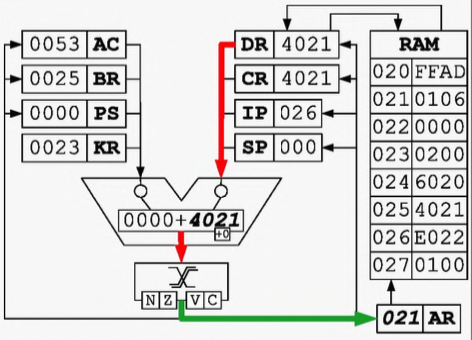 0053 AC
0025 BR
0000 PS
0023 KR
DR 4021
CR 4021
IP 026
SP 000
RAM
020 FFAD
021 0106
022 0000
023 0200
024 6020
025 4021
026 E022
027 0100
0000+4021
+0
N Z V C
021 AR